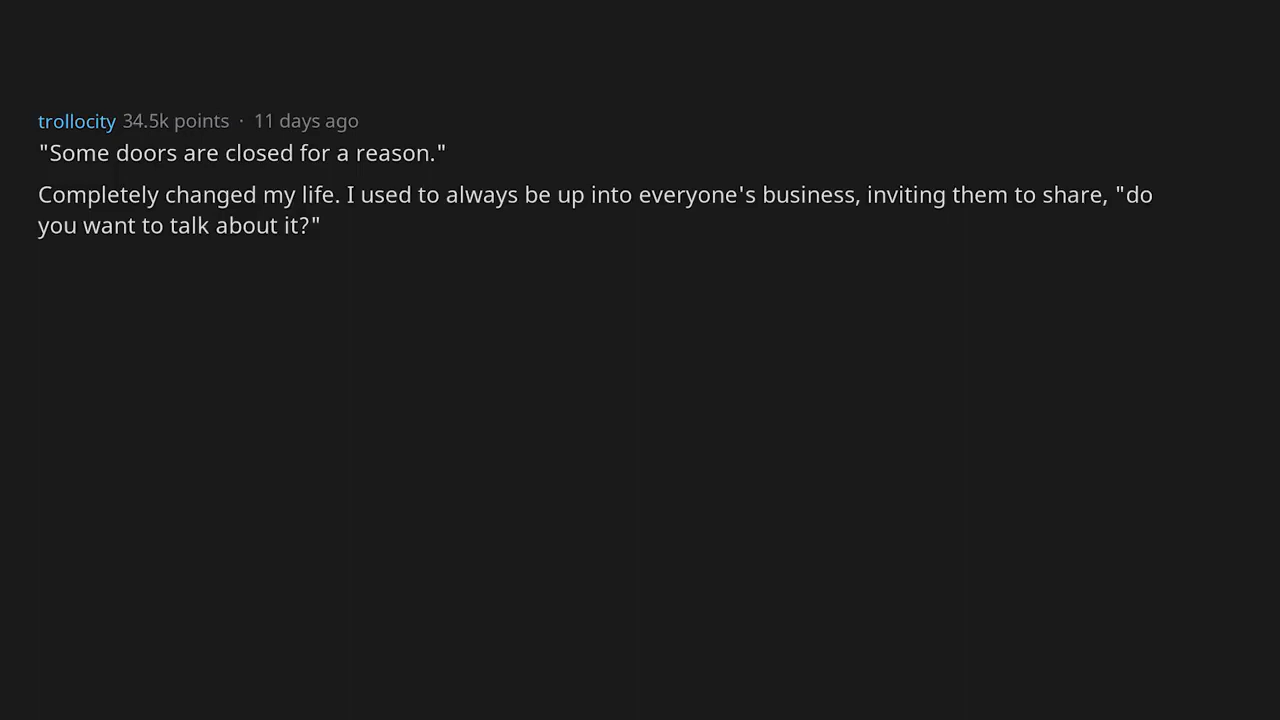 trollocity 34.5k points · 11 days ago
"Some doors are closed for a reason."
Completely changed my life. I used to always be up into everyone's business, inviting them to share, "do
you want to talk about it?"